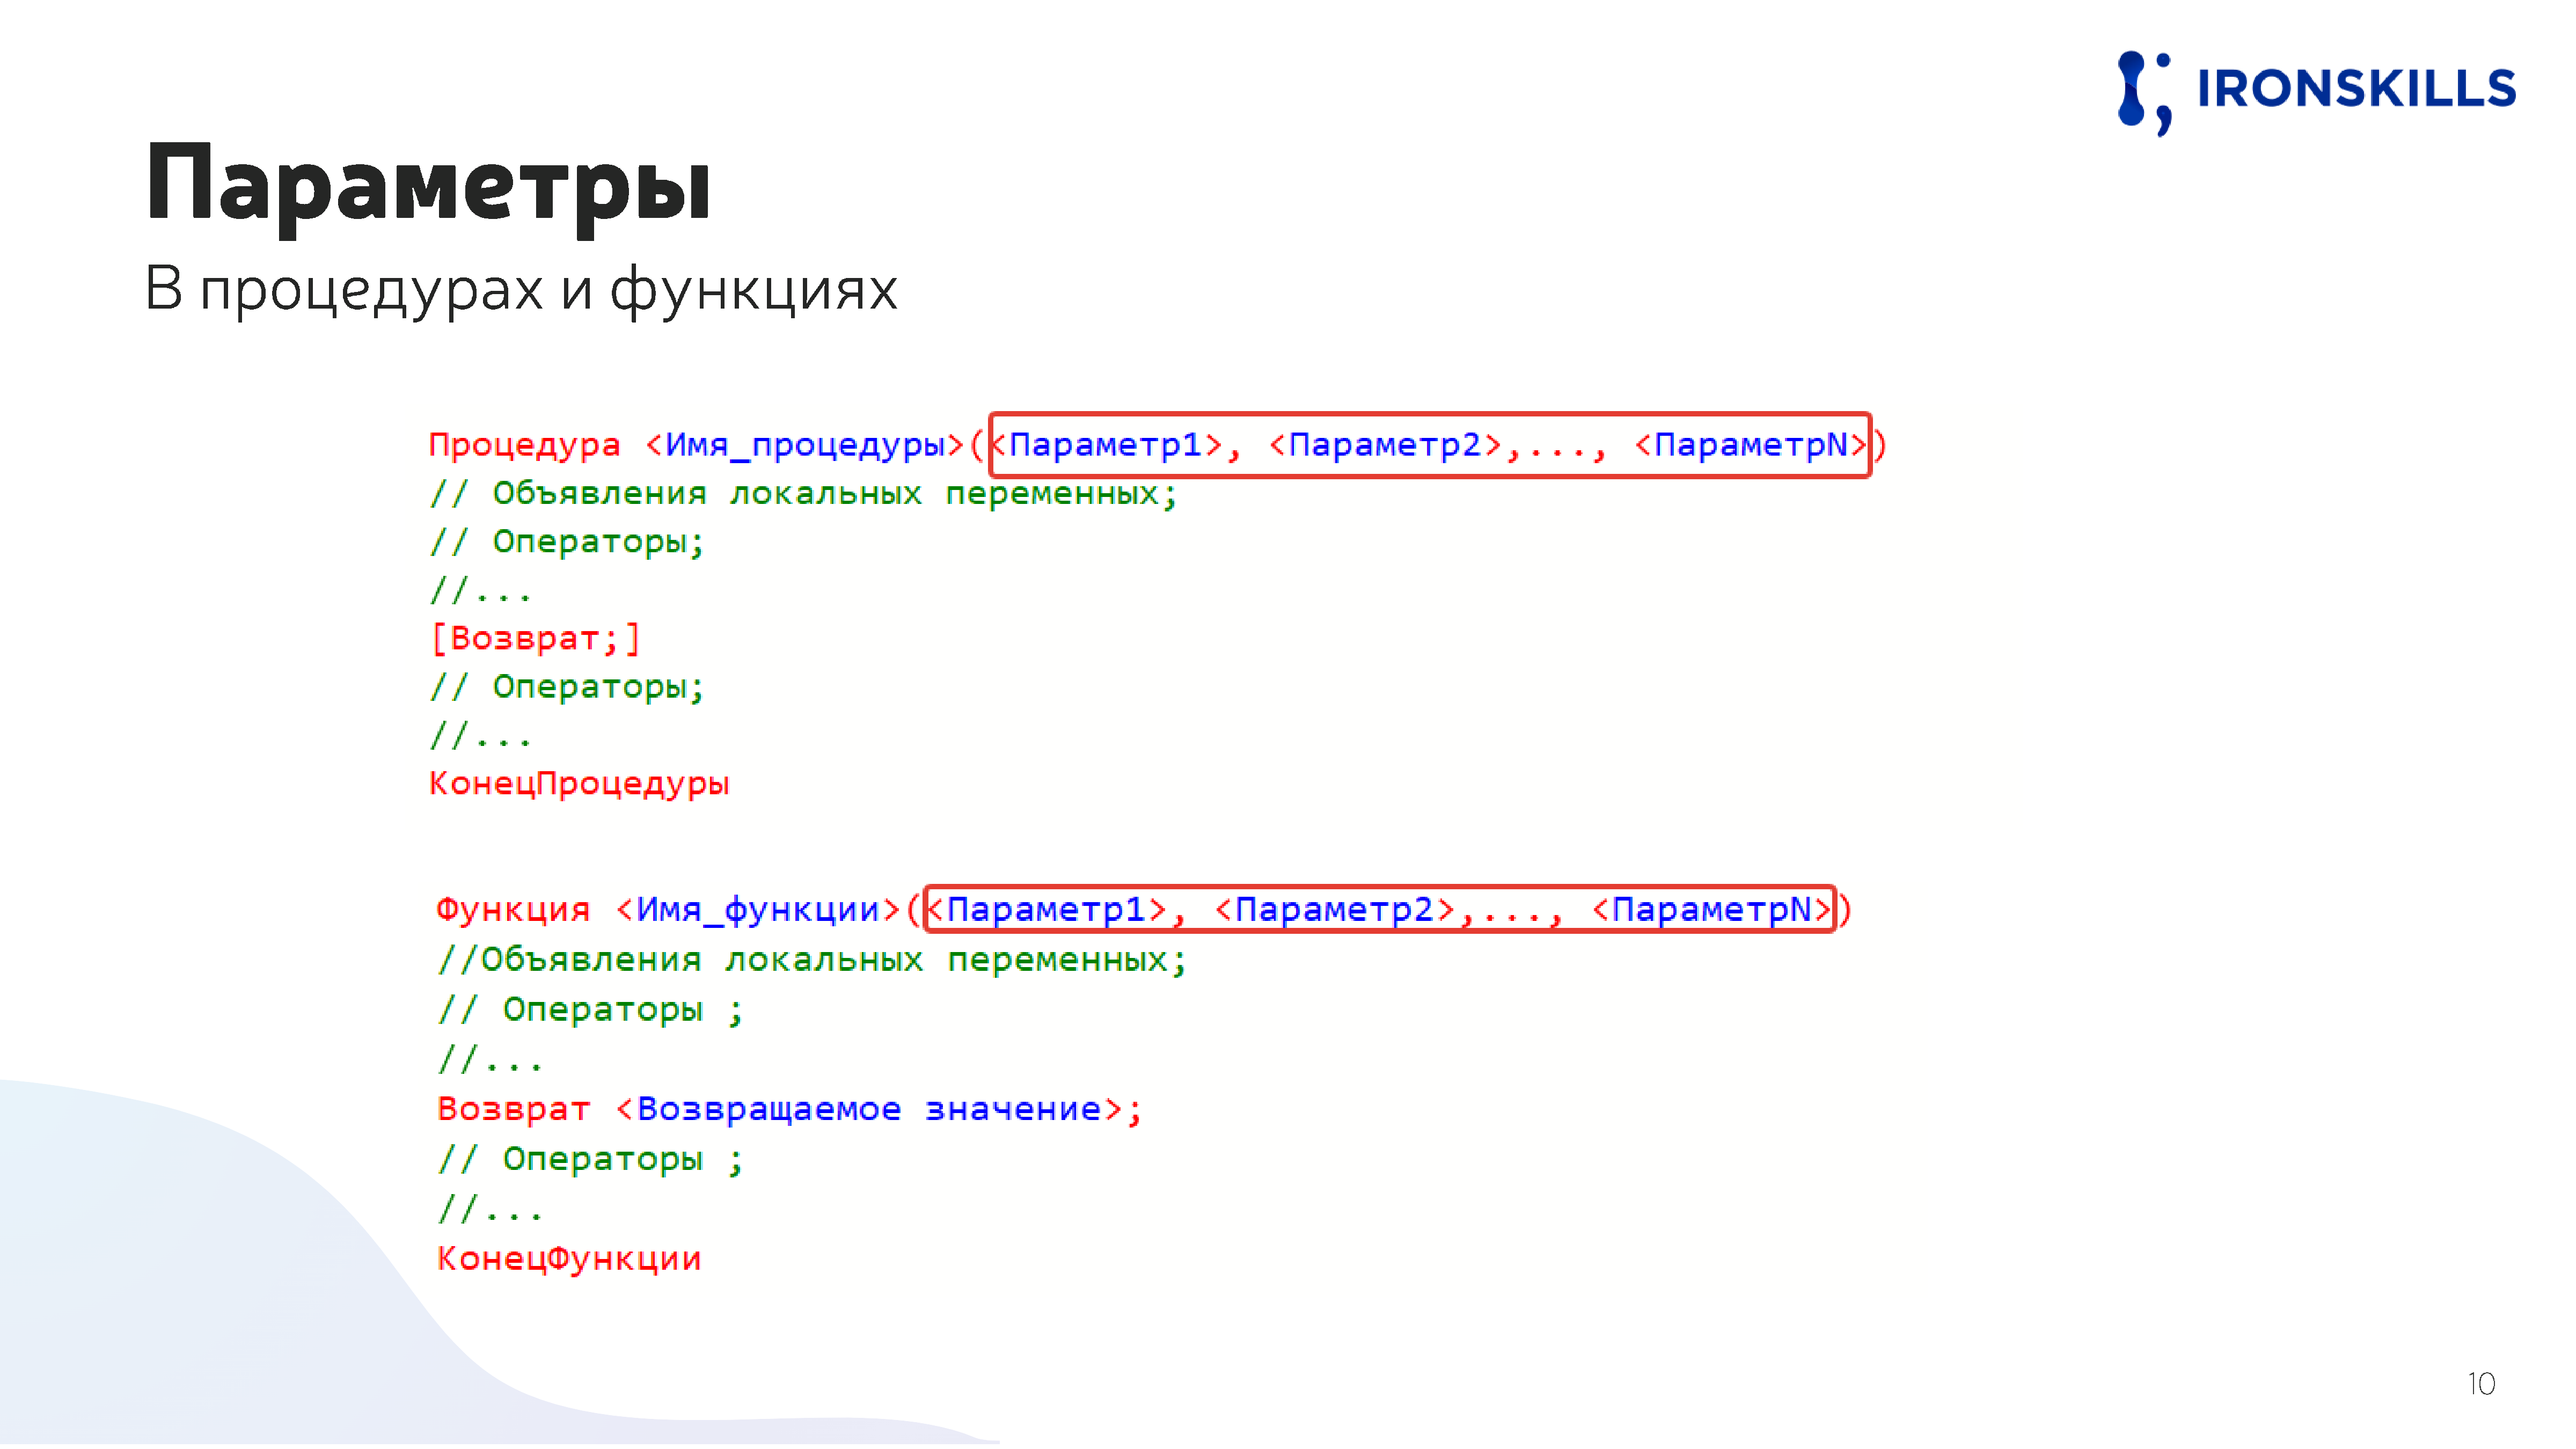 IRONSKILLS
Параметры
В процедурах и функциях
Процедура <Имя_процедуры>(<Параметр1>, <Параметр2>,..., <ПараметрN>)
// Объявления локальных переменных;
// Операторы;
//...
[Возврат;]
// Операторы;
//...
КонецПроцедуры
Функция <Имя_функции>(<Параметр1>, <Параметр2>,..., <ПараметрN>)
//Объявления локальных переменных;
// Операторы ;
//...
Возврат <Возвращаемое значение>;
// Операторы ;
//...
КонецФункции
10